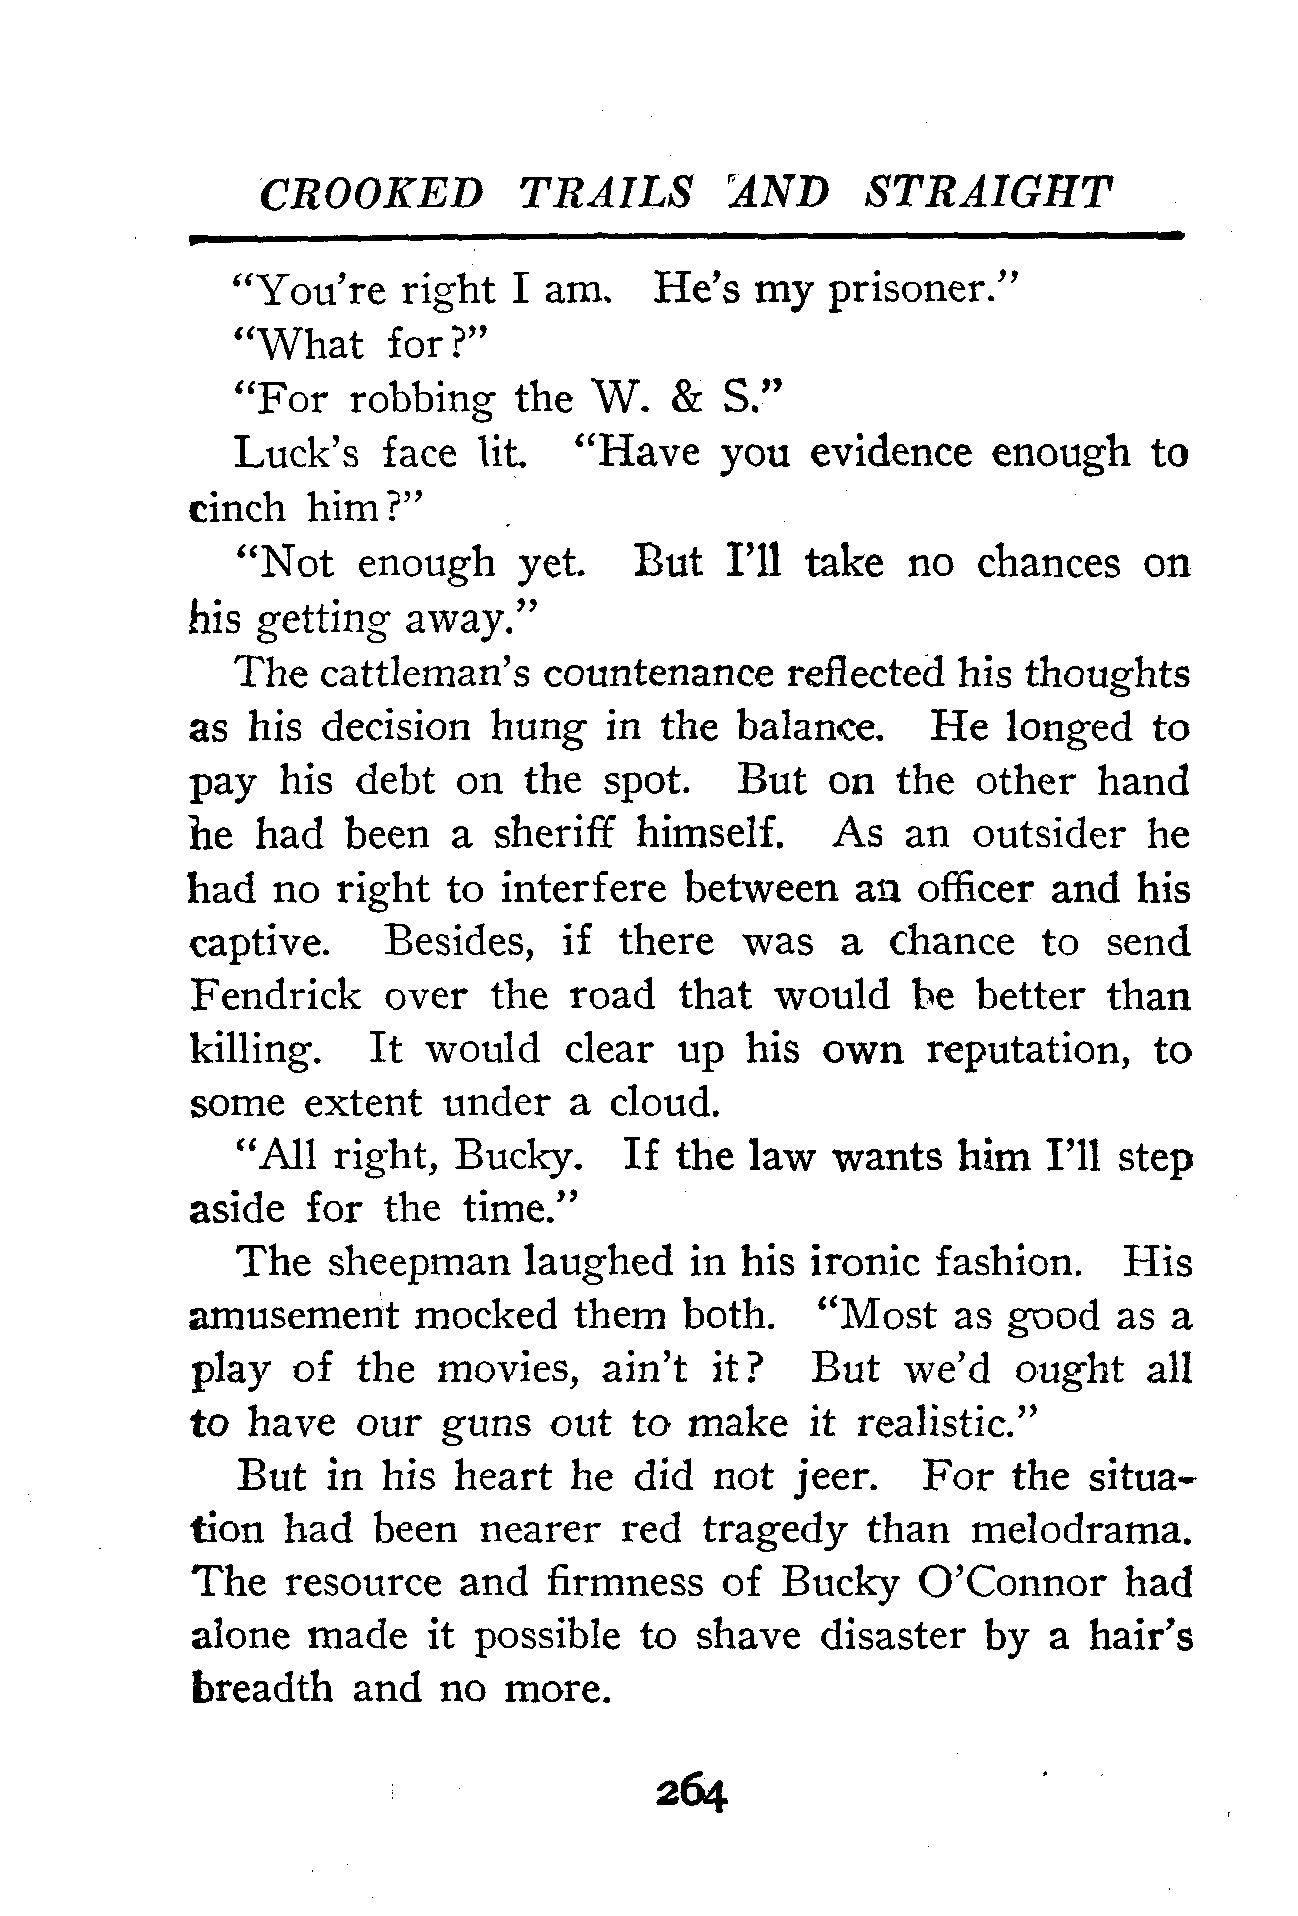 CROOKED TRAILS AND STRAIGHT
“You’re right I am. He’s my prisoner.”
“What for?”
“For robbing the W. & S.”
Luck’s face lit. “Have you evidence enough to
cinch him?”
“Not enough yet. But I’ll take no chances on
his getting away.”
The cattleman’s countenance reflected his thoughts
as his decision hung in the balance. He longed to
pay his debt on the spot. But on the other hand
he had been a sheriff himself. As an outsider he
had no right to interfere between an officer and his
captive. Besides, if there was a chance to send
Fendrick over the road that would be better than
killing. It would clear up his own reputation, to
some extent under a cloud.
“All right, Bucky. If the law wants him I’ll step
aside for the time.”
The sheepman laughed in his ironic fashion. His
amusement mocked them both. “Most as good as a
play of the movies, ain’t it? But we’d ought all
to have our guns out to make it realistic.”
But in his heart he did not jeer. For the situa-
tion had been nearer red tragedy than melodrama.
The resource and firmness of Bucky O’Connor had
alone made it possible to shave disaster by a hair’s
breadth and no more.
264